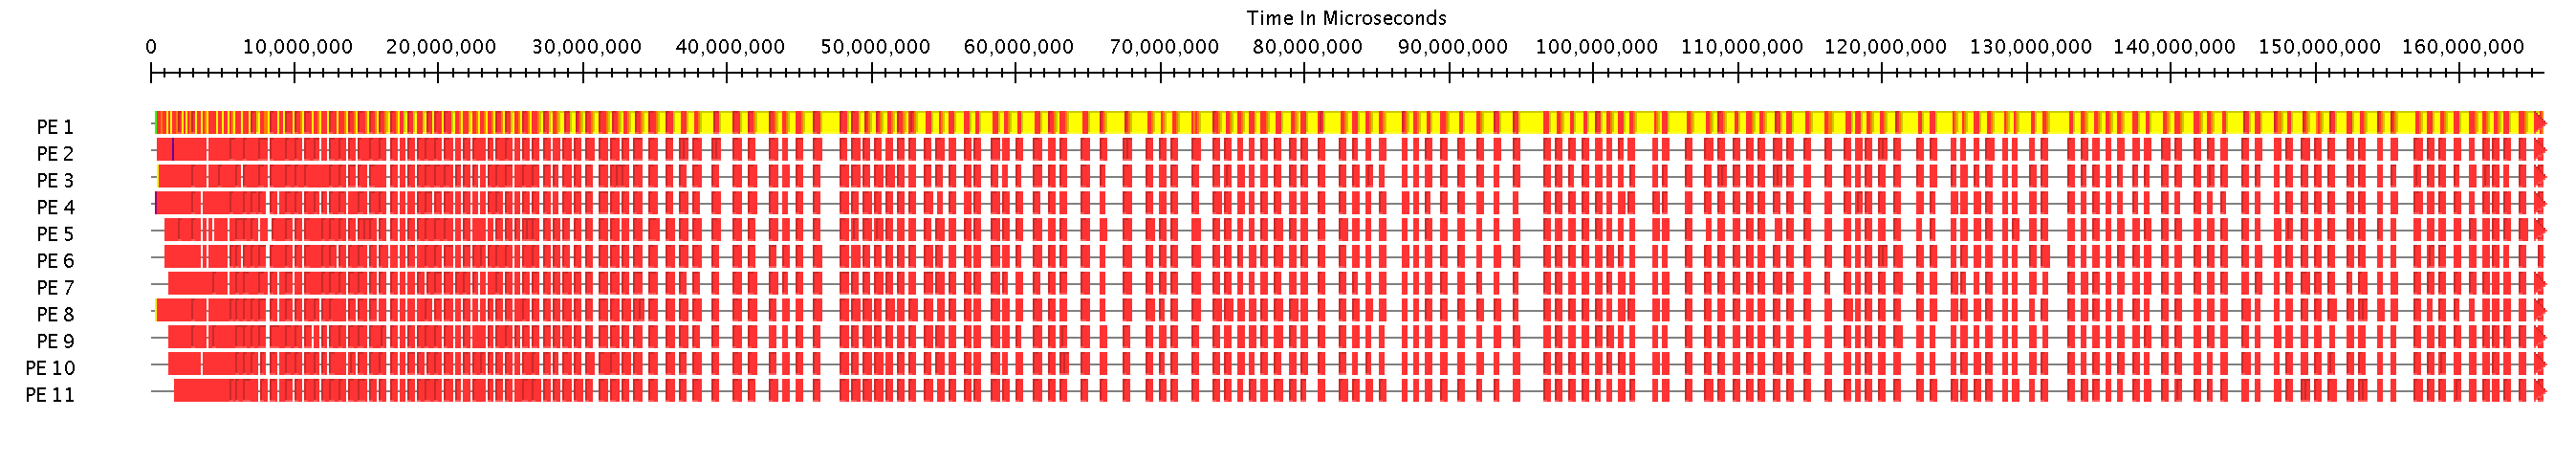 Time In Microseconds
0 10,000,000 20,000,000 30,000,000 40,000,000 50,000,000 60,000,000 70,000,000 80,000,000 90,000,000 100,000,000 110,000,000 120,000,000 130,000,000 140,000,000 150,000,000 160,000,000
PE 1
PE 2
PE 3
PE 4
PE 5
PE 6
PE 7
PE 8
PE 9
PE 10
PE 11